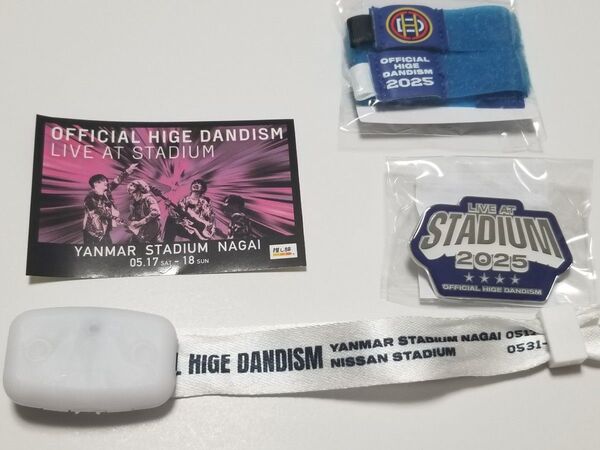 OFFICIAL HIGE DANDISM
LIVE AT STADIUM
YANMAR STADIUM NAGAI
05.17 SAT - 18 SUN
OFFICIAL
HIGE
DANDISM
2025
LIVE AT
STADIUM
2025
OFFICIAL HIGE DANDISM
HIGE DANDISM
YANMAR STADIUM NAGAI
NISSAN STADIUM 0531-